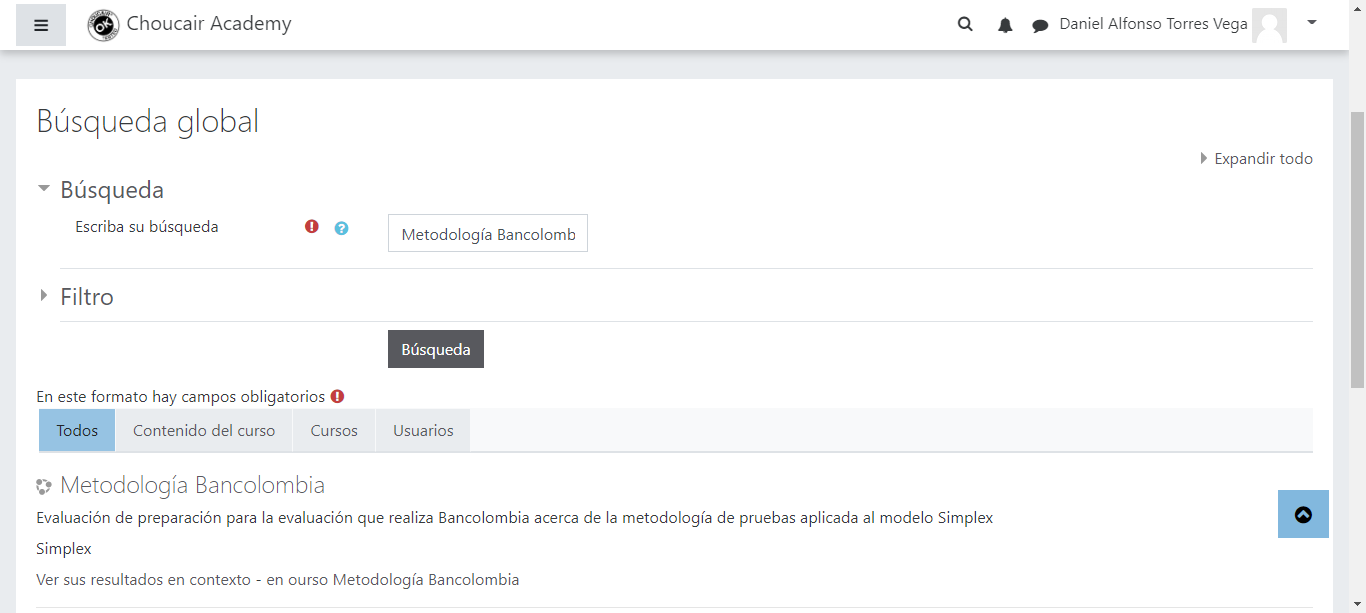 Choucair Academy
Daniel Alfonso Torres Vega
Búsqueda global
Expandir todo
Búsqueda
Escriba su búsqueda
Metodología Bancolomb
Filtro
Búsqueda
En este formato hay campos obligatorios
Todos Contenido del curso Cursos Usuarios
Metodología Bancolombia
Evaluación de preparación para la evaluación que realiza Bancolombia acerca de la metodología de pruebas aplicada al modelo Simplex
Simplex
Ver sus resultados en contexto - en ourso Metodología Bancolombia